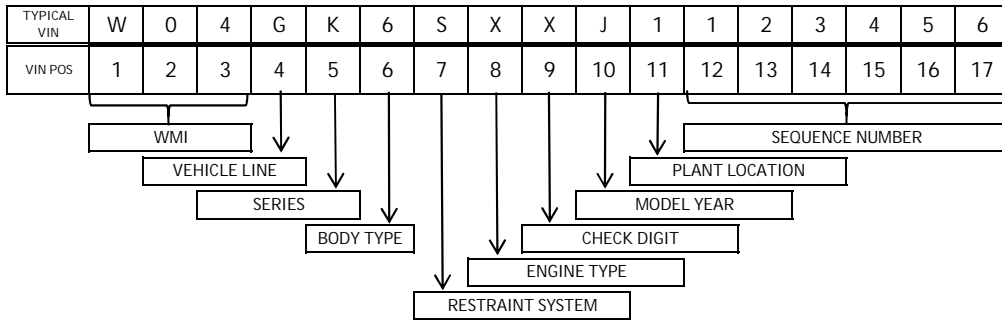 TYPICAL VIN W 0 4 G K 6 S X X J 1 1 2 3 4 5 6
VIN POS 1 2 3 4 5 6 7 8 9 10 11 12 13 14 15 16 17
WMI SEQUENCE NUMBER
VEHICLE LINE PLANT LOCATION
SERIES MODEL YEAR
BODY TYPE CHECK DIGIT
ENGINE TYPE
RESTRAINT SYSTEM